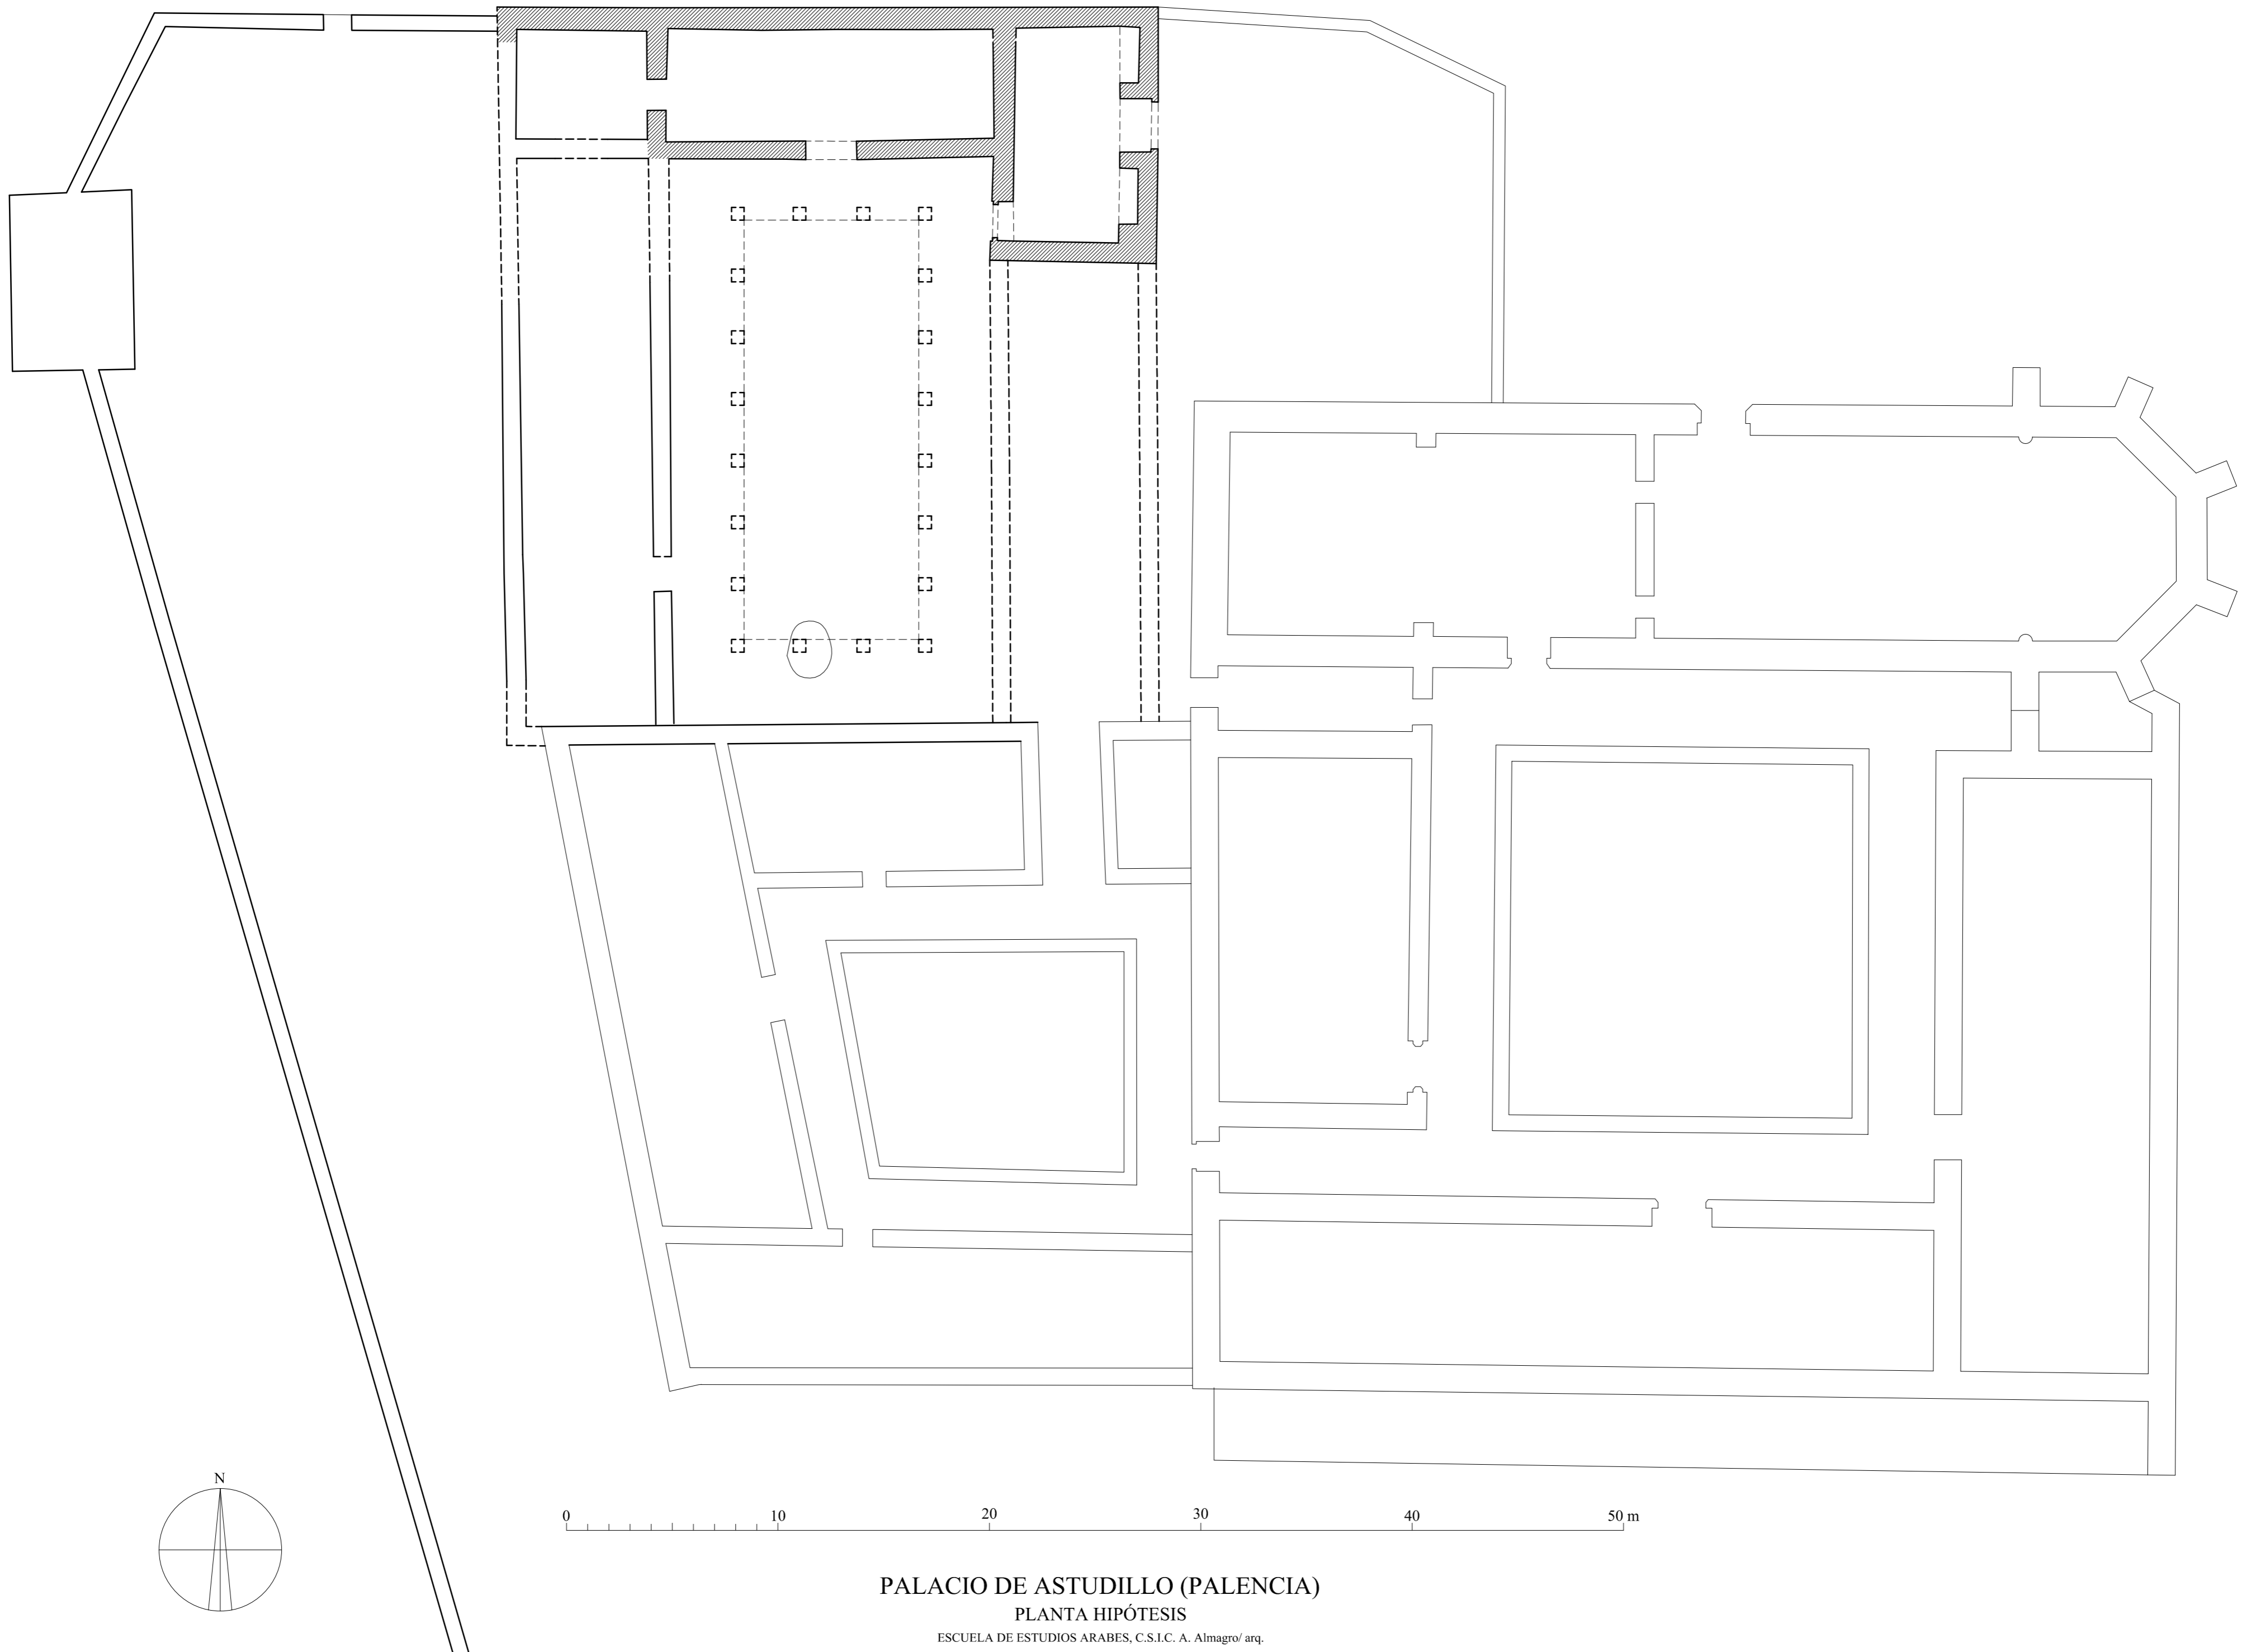 N
0 10 20 30 40 50 m
PALACIO DE ASTUDILLO (PALENCIA)
PLANTA HIPÓTESIS
ESCUELA DE ESTUDIOS ARABES, C.S.I.C. A. Almagro/ arq.